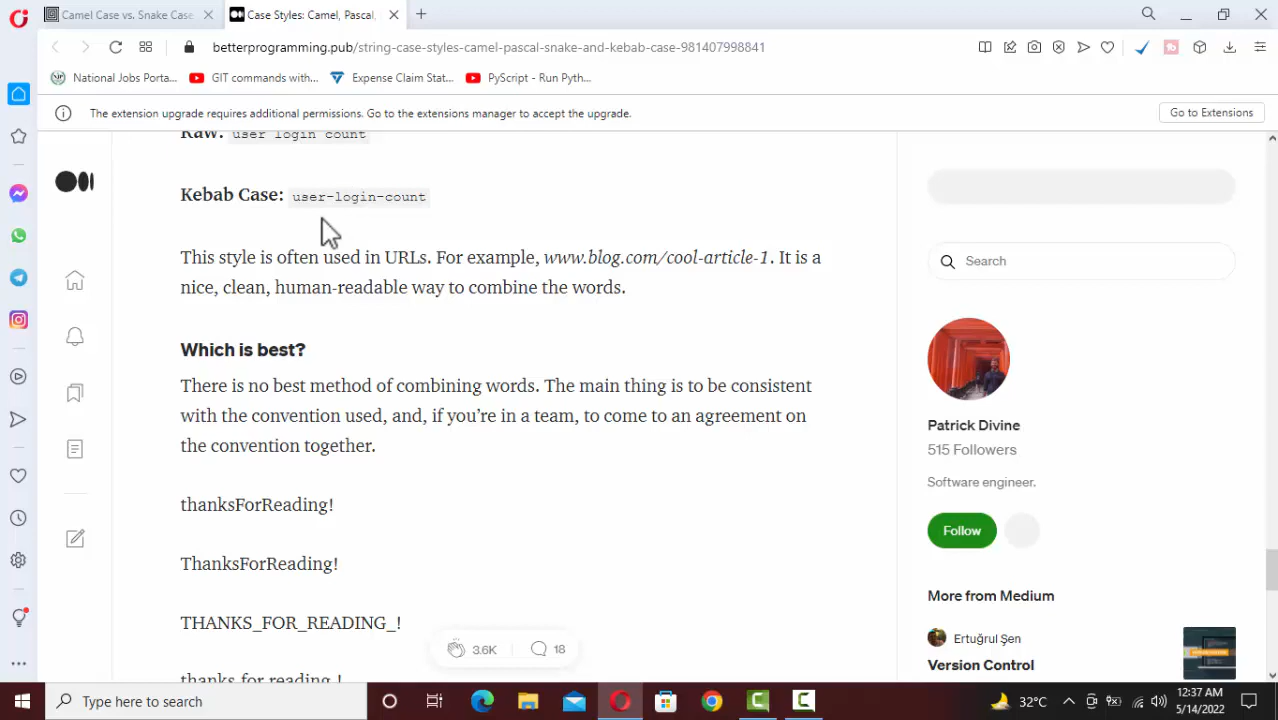 Camel Case vs. Snake Case
Case Styles: Camel, Pascal,
betterprogramming.pub/string-case-styles-camel-pascal-snake-and-kebab-case-981407998841
National Jobs Porta...
GIT commands with...
Expense Claim Stat...
PyScript - Run Pyth...
The extension upgrade requires additional permissions. Go to the extensions manager to accept the upgrade.
Go to Extensions
Raw: user login count
Kebab Case: user-login-count
This style is often used in URLs. For example, www.blog.com/cool-article-1. It is a
nice, clean, human-readable way to combine the words.
Which is best?
There is no best method of combining words. The main thing is to be consistent
with the convention used, and, if you’re in a team, to come to an agreement on
the convention together.
thanksForReading!
ThanksForReading!
THANKS_FOR_READING_!
thanks_for_reading_!
3.6K
18
Search
Patrick Divine
515 Followers
Software engineer.
Follow
More from Medium
Ertuğrul Şen
Version Control
Type here to search
32°C
12:37 AM
5/14/2022